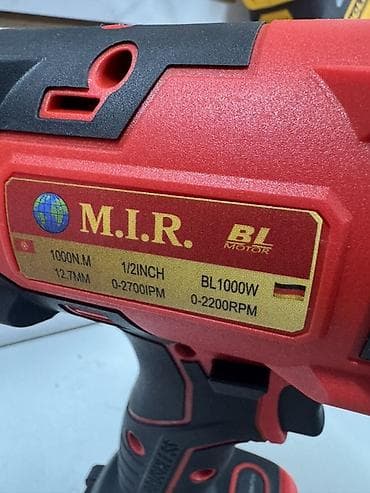 M.I.R.
BL
MOTOR
1000N.M 1/2INCH BL1000W
12.7MM 0-2700IPM 0-2200RPM